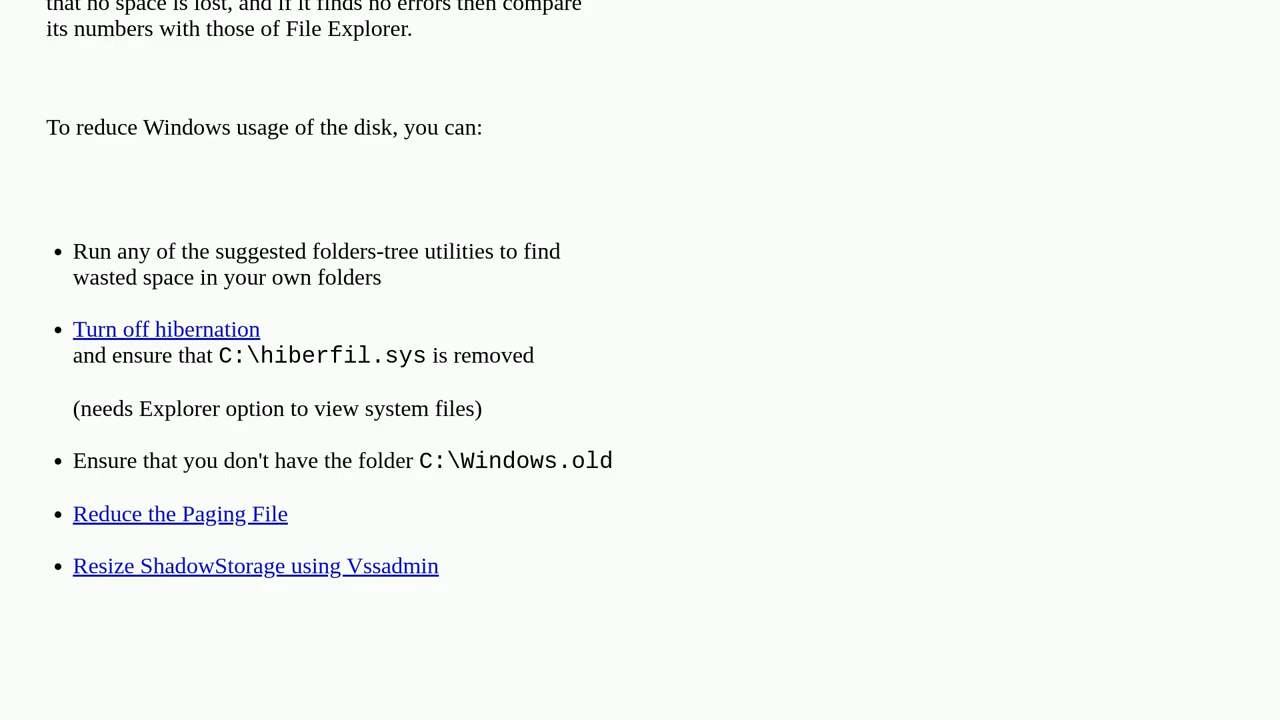 that no space is lost, and if it finds no errors then compare
its numbers with those of File Explorer.
To reduce Windows usage of the disk, you can:
• Run any of the suggested folders-tree utilities to find
wasted space in your own folders
• Turn off hibernation
and ensure that C:\hiberfil.sys is removed
(needs Explorer option to view system files)
• Ensure that you don't have the folder C:\Windows.old
• Reduce the Paging File
• Resize ShadowStorage using Vssadmin